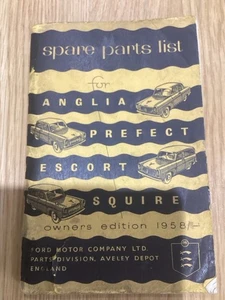 spare parts list
for
ANGLIA
PREFECT
ESCORT
SQUIRE
owners edition 1958/-
FORD MOTOR COMPANY LTD.
PARTS DIVISION, AVELEY DEPOT
ENGLAND